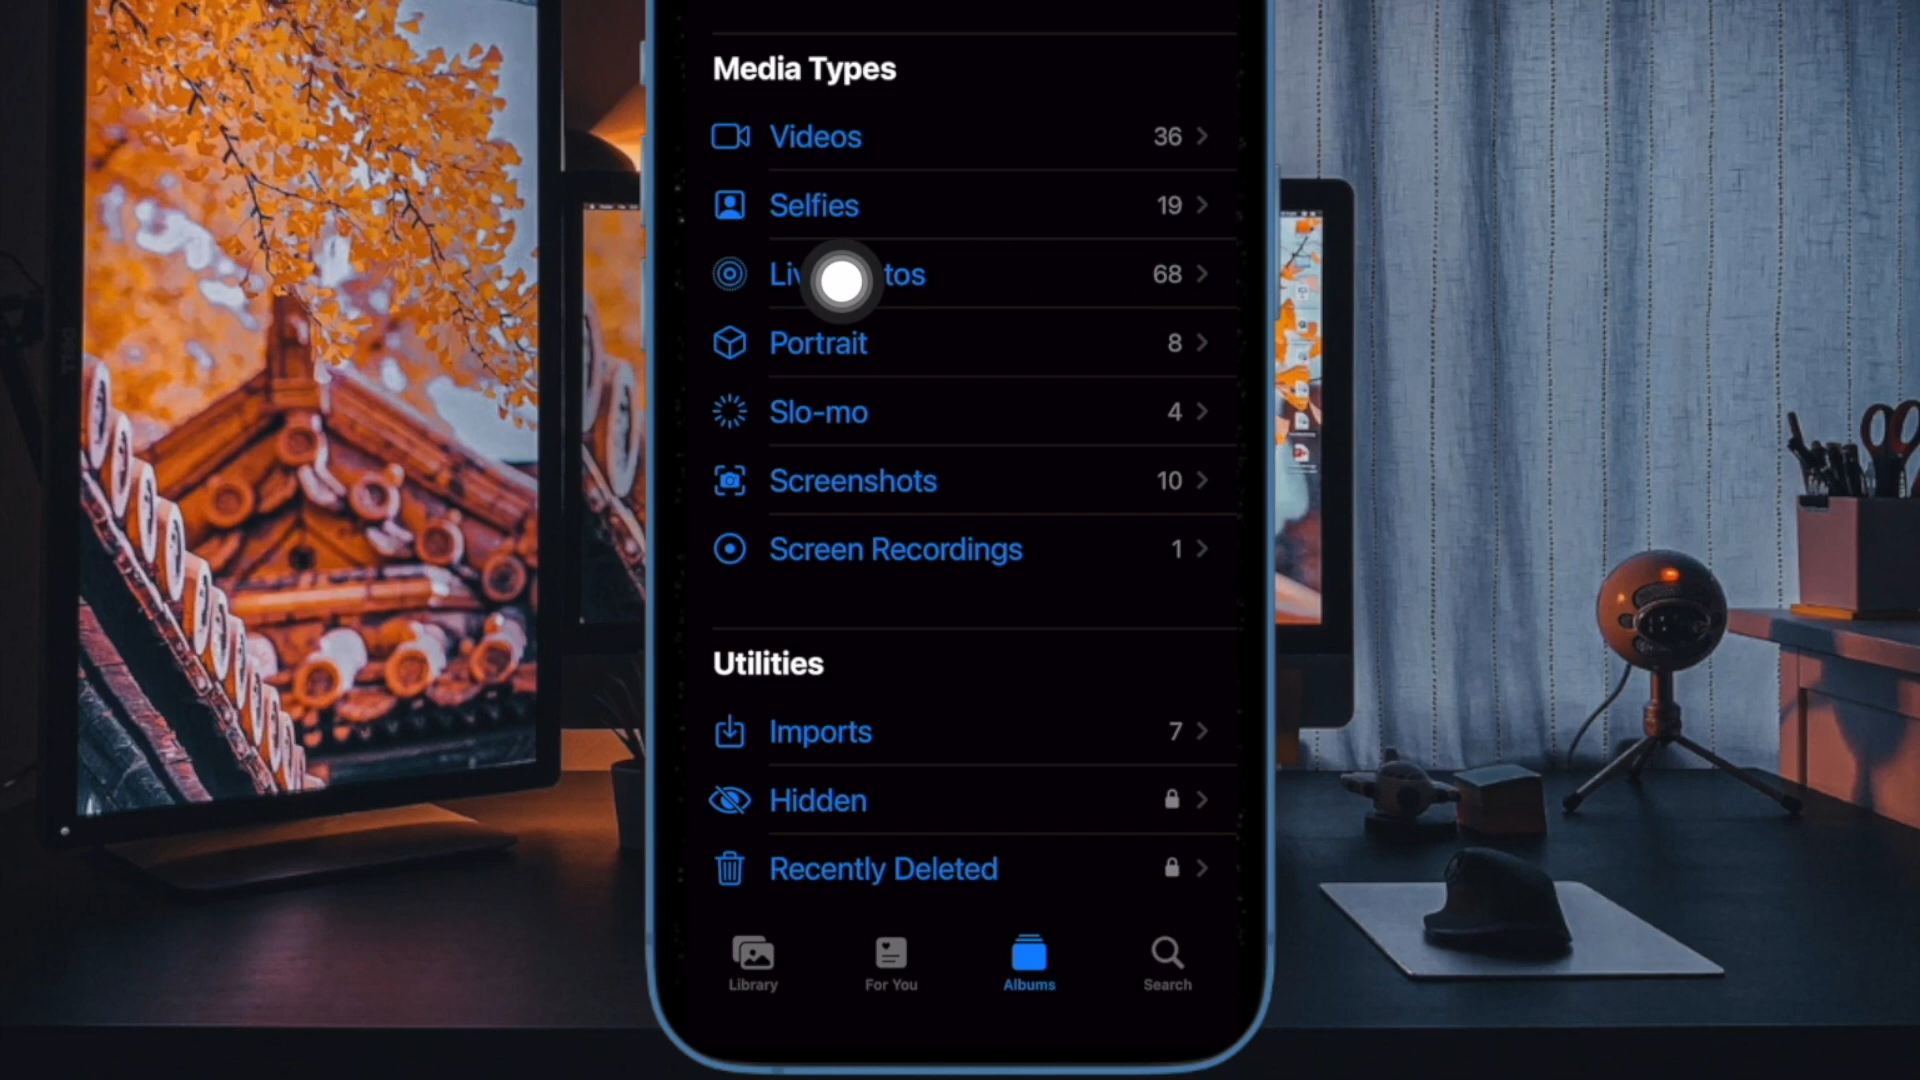 Media Types
Videos 36
Selfies 19
68
Portrait 8
Slo-mo 4
Screenshots 10
Screen Recordings 1
Utilities
Imports 7
Hidden
Recently Deleted
Library For You Albums Search